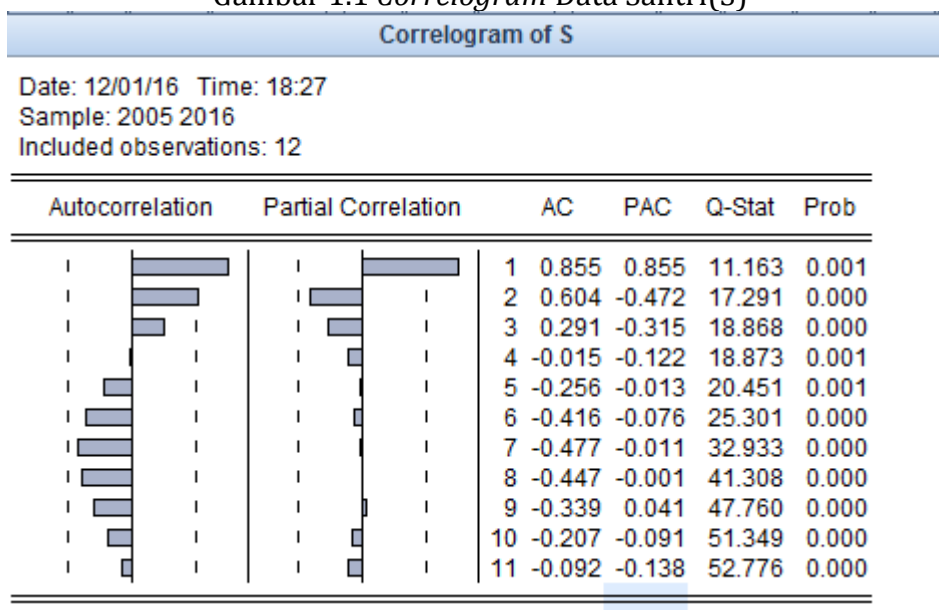 Gambar 1.1 Correlogram Data Santri(S)
Correlogram of S
Date: 12/01/16 Time: 18:27
Sample: 2005 2016
Included observations: 12
Autocorrelation Partial Correlation AC PAC Q-Stat Prob
1 0.855 0.855 11.163 0.001
2 0.604 -0.472 17.291 0.000
3 0.291 -0.315 18.868 0.000
4 -0.015 -0.122 18.873 0.001
5 -0.256 -0.013 20.451 0.001
6 -0.416 -0.076 25.301 0.000
7 -0.477 -0.011 32.933 0.000
8 -0.447 -0.001 41.308 0.000
9 -0.339 0.041 47.760 0.000
10 -0.207 -0.091 51.349 0.000
11 -0.092 -0.138 52.776 0.000